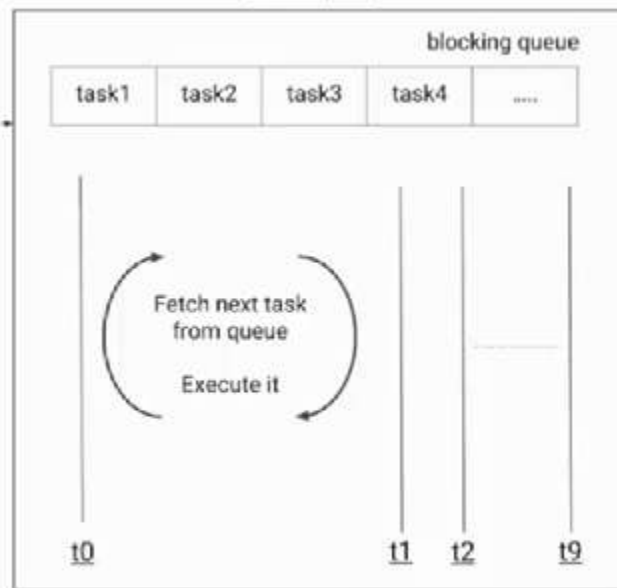 blocking queue
task1 task2 task3 task4 .....
Fetch next task
from queue
Execute it
t0 t1 t2 t9